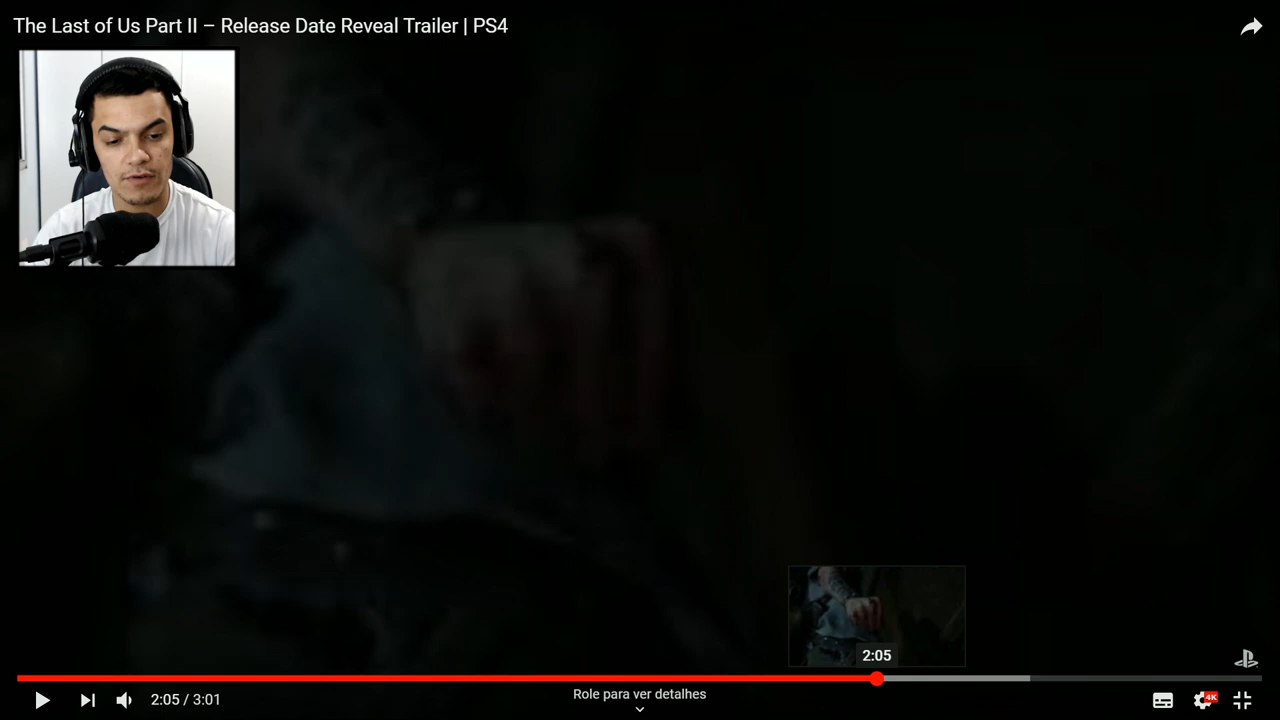 The Last of Us Part II – Release Date Reveal Trailer | PS4
2:05
2:05 / 3:01
Role para ver detalhes
4K